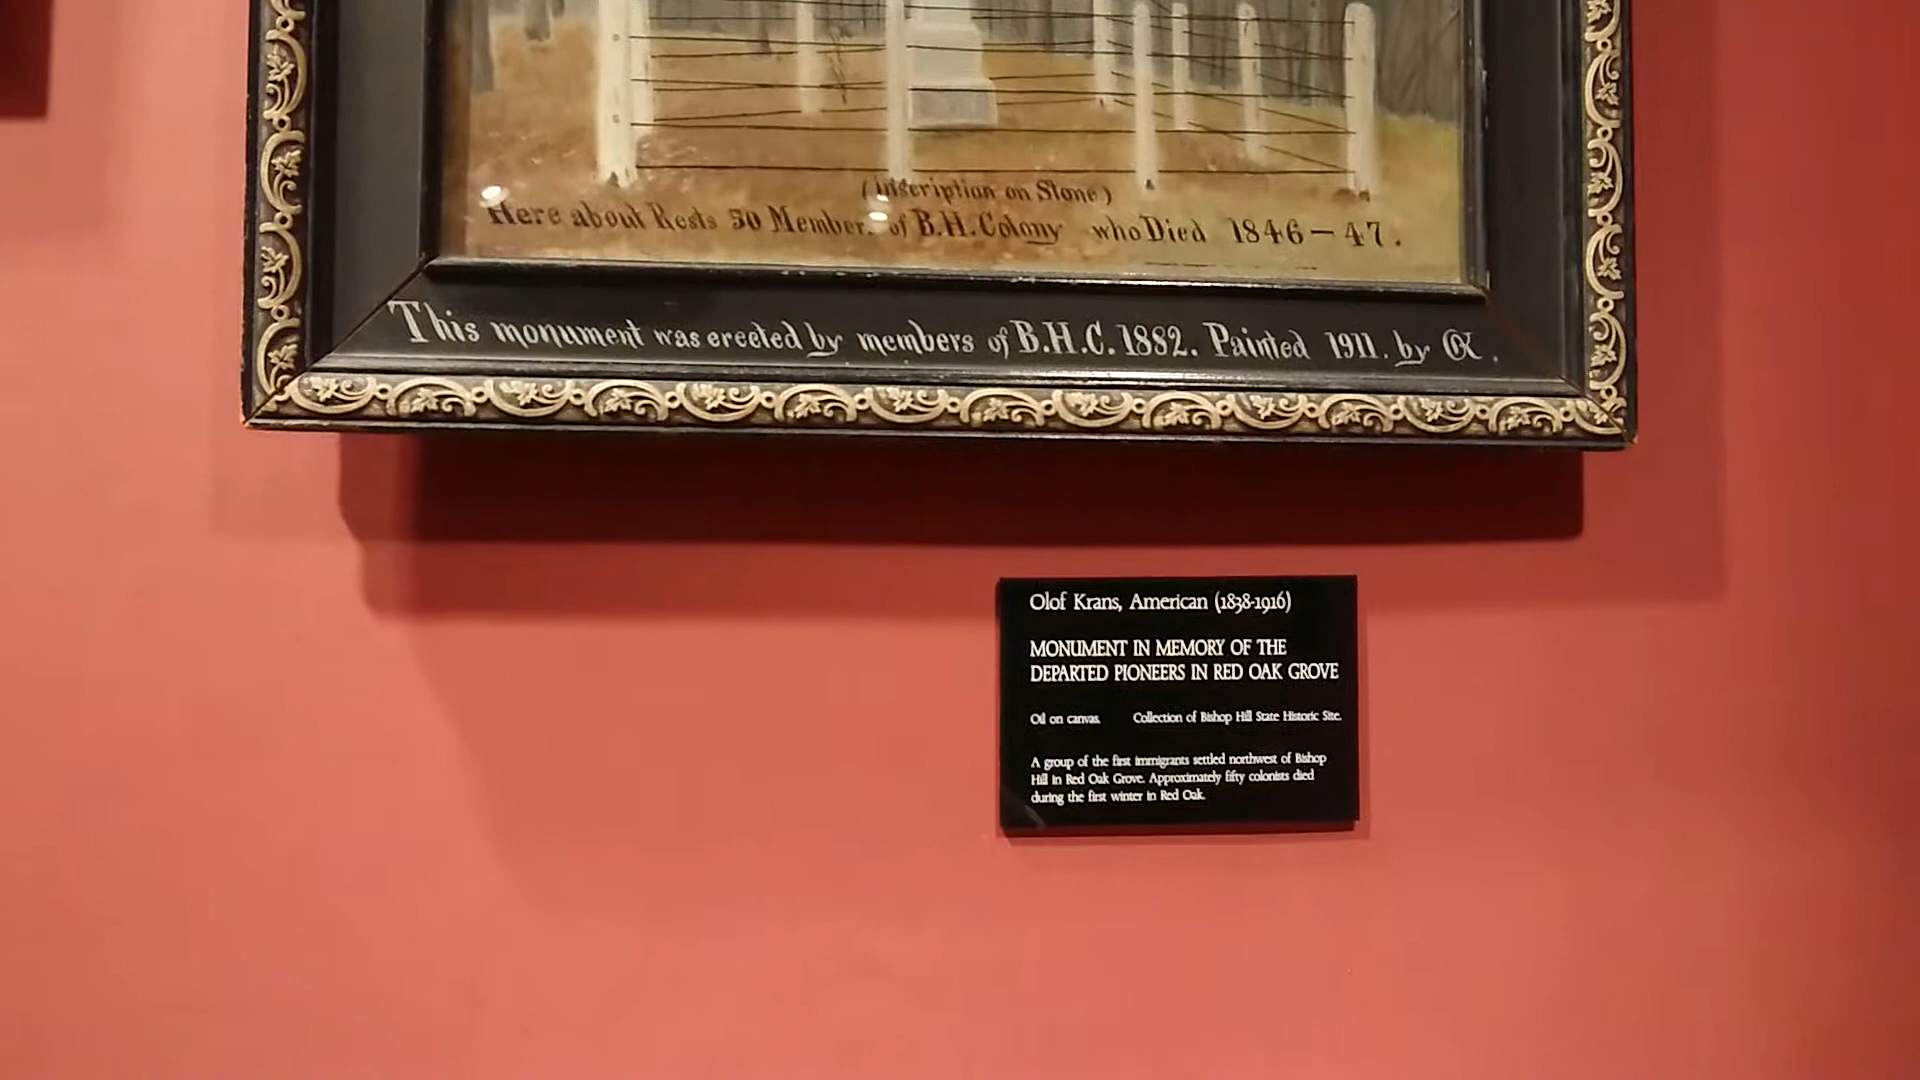 (Inscription on Stone)
Here about Rests 50 Members of B.H. Colony who Died 1846-47.
This monument was erected by members of B.H.C. 1882. Painted 1911. by OK.
Olof Krans, American (1838-1916)
MONUMENT IN MEMORY OF THE
DEPARTED PIONEERS IN RED OAK GROVE
Oil on canvas. Collection of Bishop Hill State Historic Site.
A group of the first immigrants settled northwest of Bishop
Hill in Red Oak Grove. Approximately fifty colonists died
during the first winter in Red Oak.